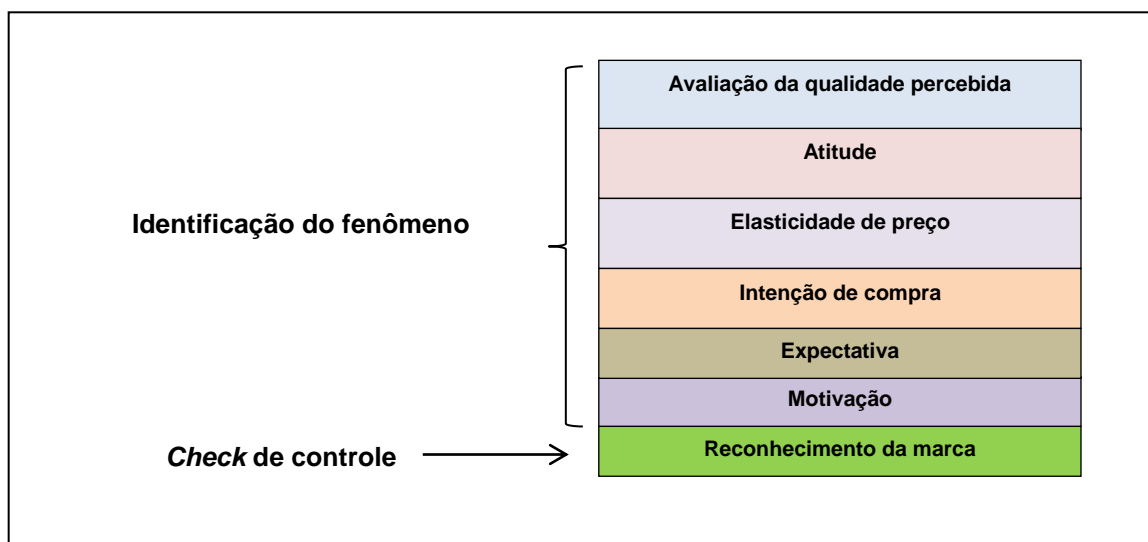 Avaliação da qualidade percebida
Atitude
Elasticidade de preço
Identificação do fenômeno
Intenção de compra
Expectativa
Motivação
Reconhecimento da marca
Check de controle